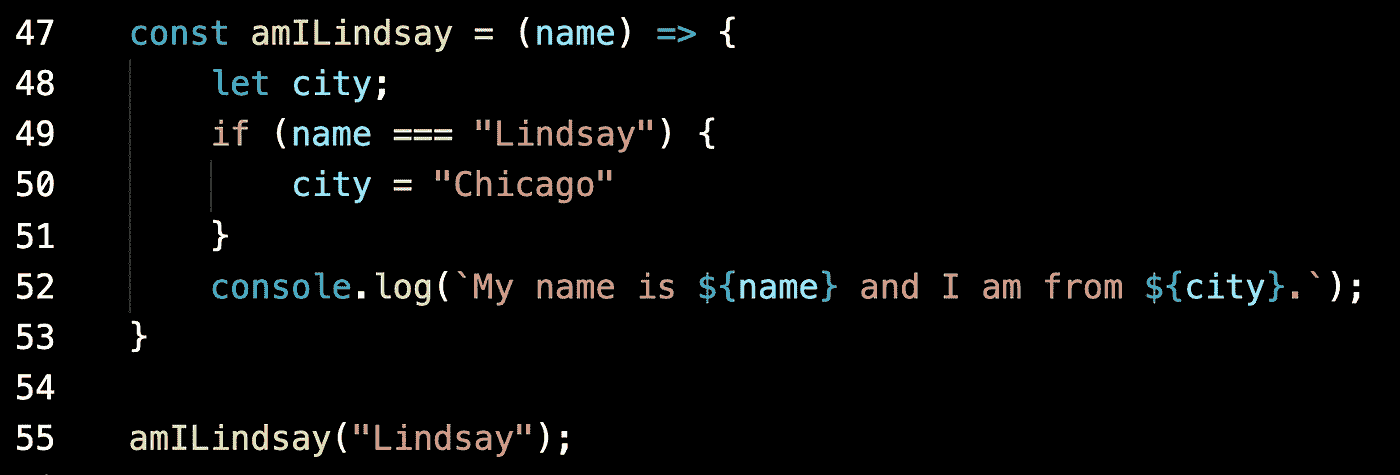 47 const amILindsay = (name) => {
48 let city;
49 if (name === "Lindsay") {
50 city = "Chicago"
51 }
52 console.log(`My name is ${name} and I am from ${city}.`);
53 }
54
55 amILindsay("Lindsay");